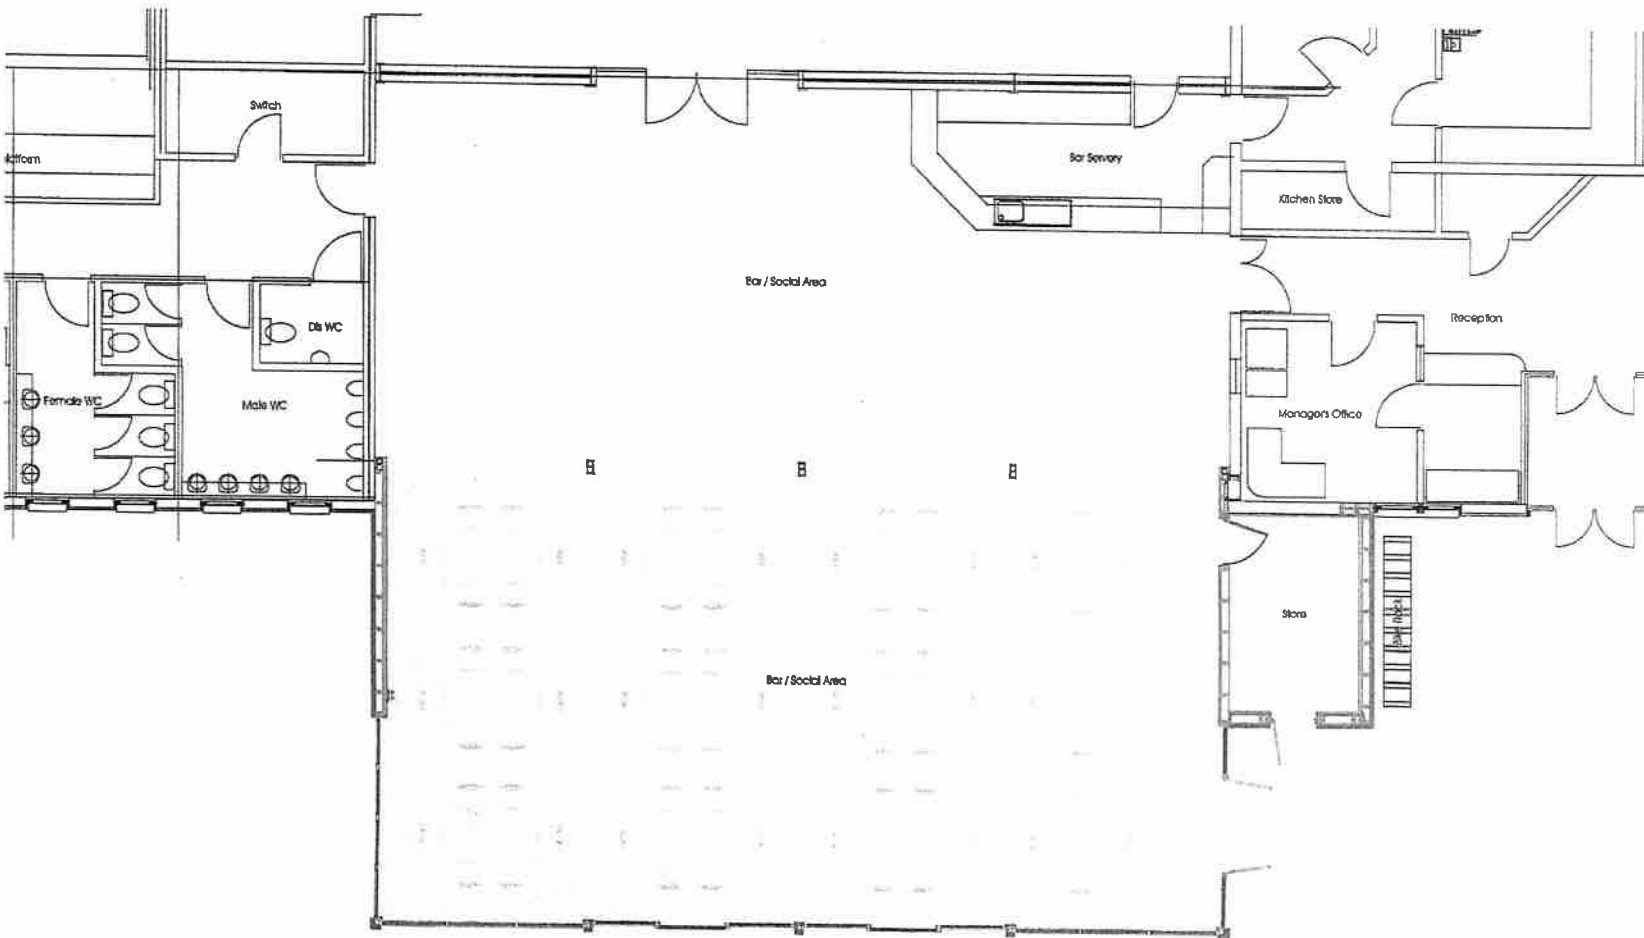 Switch
Bar Servery
Kitchen Store
Bar / Social Area
Reception
Dis WC
Female WC
Male WC
Managers Office
Store
Bar / Social Area